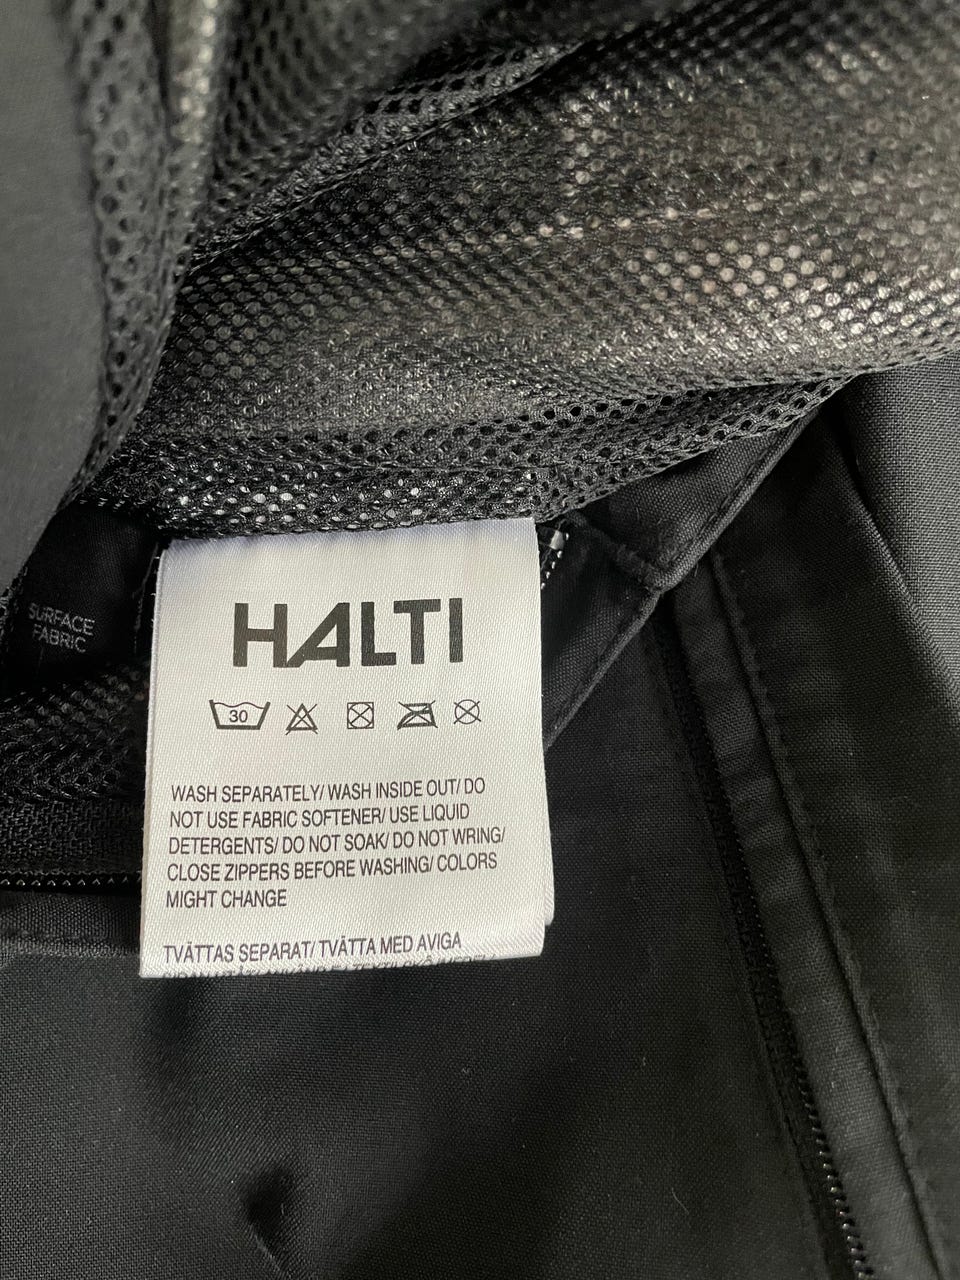 SURFACE
FABRIC
HALTI
30
WASH SEPARATELY/ WASH INSIDE OUT/ DO
NOT USE FABRIC SOFTENER/ USE LIQUID
DETERGENTS/ DO NOT SOAK/ DO NOT WRING/
CLOSE ZIPPERS BEFORE WASHING/ COLORS
MIGHT CHANGE
TVÄTTAS SEPARAT/ TVÄTTA MED AVIGA